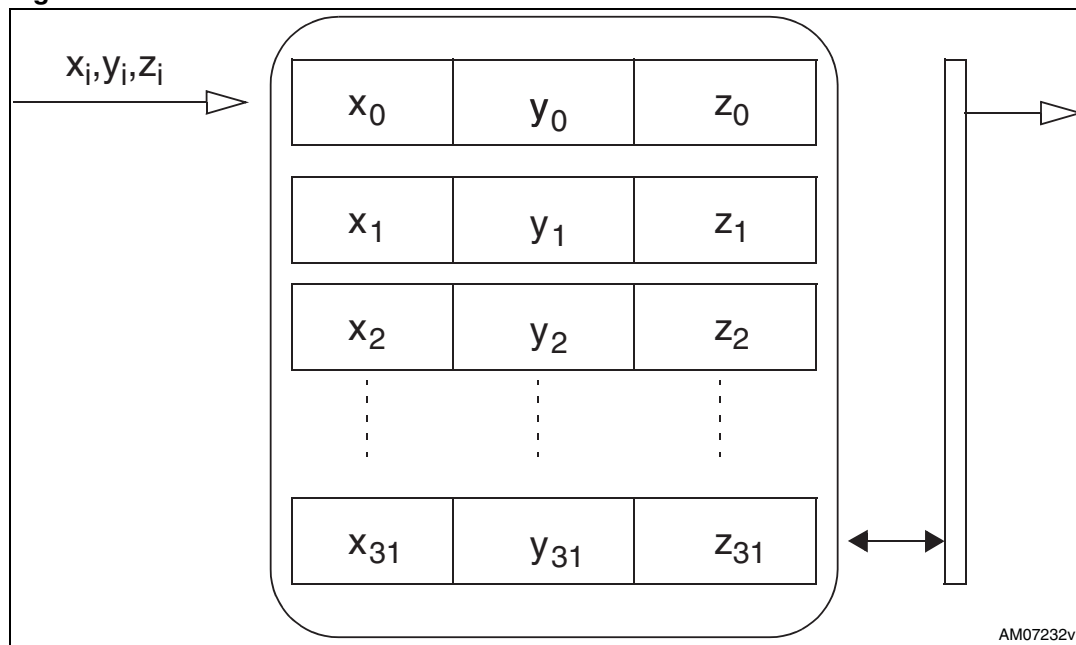 xi,yi,zi
x0 y0 z0
x1 y1 z1
x2 y2 z2
x31 y31 z31
AM07232v